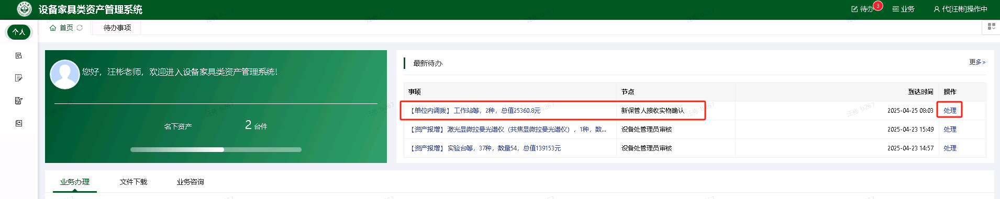 设备家具类资产管理系统
待办 3 业务 代[汪彬]操作中
个人 首页 待办事项
您好，汪彬老师，欢迎进入设备家具类资产管理系统!
名下资产 2 台件
最新待办 更多>
事项 节点 到达时间 操作
【单位内调拨】 工作站等，2种，总值25360.8元 新保管人接收实物确认 2025-04-25 08:03 处理
【资产报增】 激光显微拉曼光谱仪（共焦显微拉曼光谱仪），1种，数... 设备处管理员审核 2025-04-23 15:49 处理
【资产报增】 实验台等，37种，数量54，总值139153元 设备处管理员审核 2025-04-23 14:57 处理
业务办理 文件下载 业务咨询
汪彬 b267